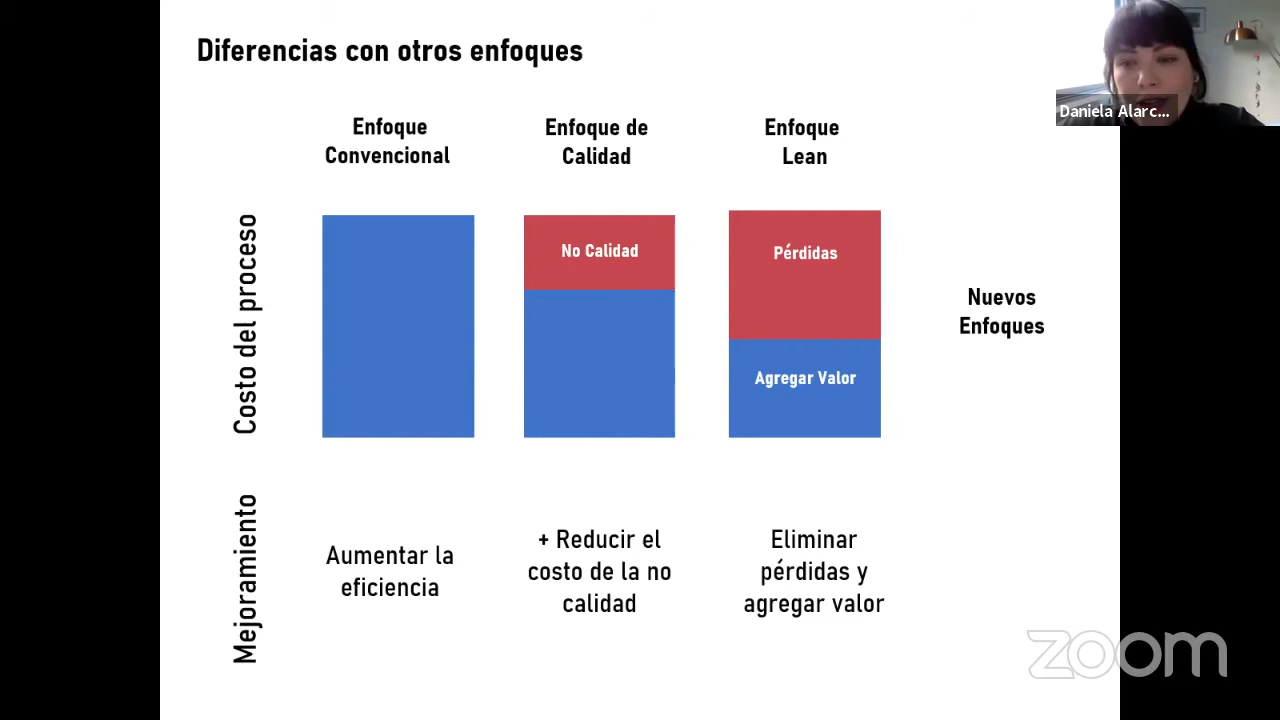 Diferencias con otros enfoques
Daniela Alarc...
Enfoque
Convencional
Enfoque de
Calidad
Enfoque
Lean
Costo del proceso
No Calidad
Pérdidas
Agregar Valor
Nuevos
Enfoques
Mejoramiento
Aumentar la
eficiencia
+ Reducir el
costo de la no
calidad
Eliminar
pérdidas y
agregar valor
zoom